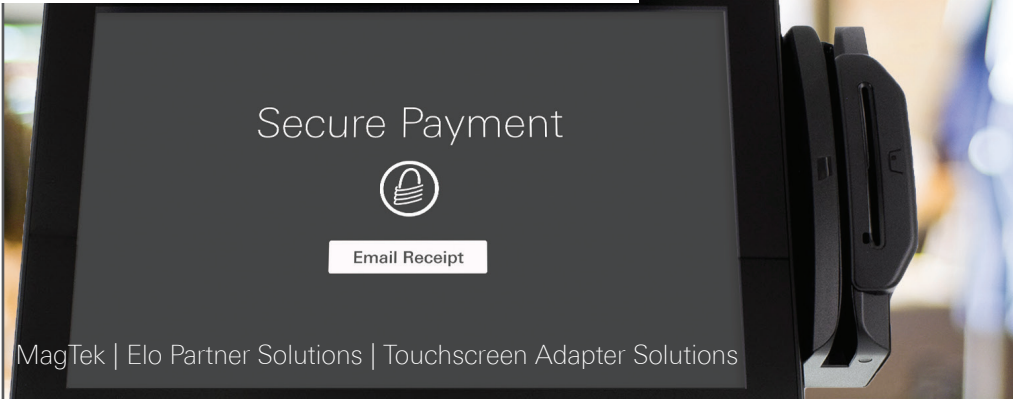 Secure Payment
Email Receipt
MagTek | Elo Partner Solutions | Touchscreen Adapter Solutions